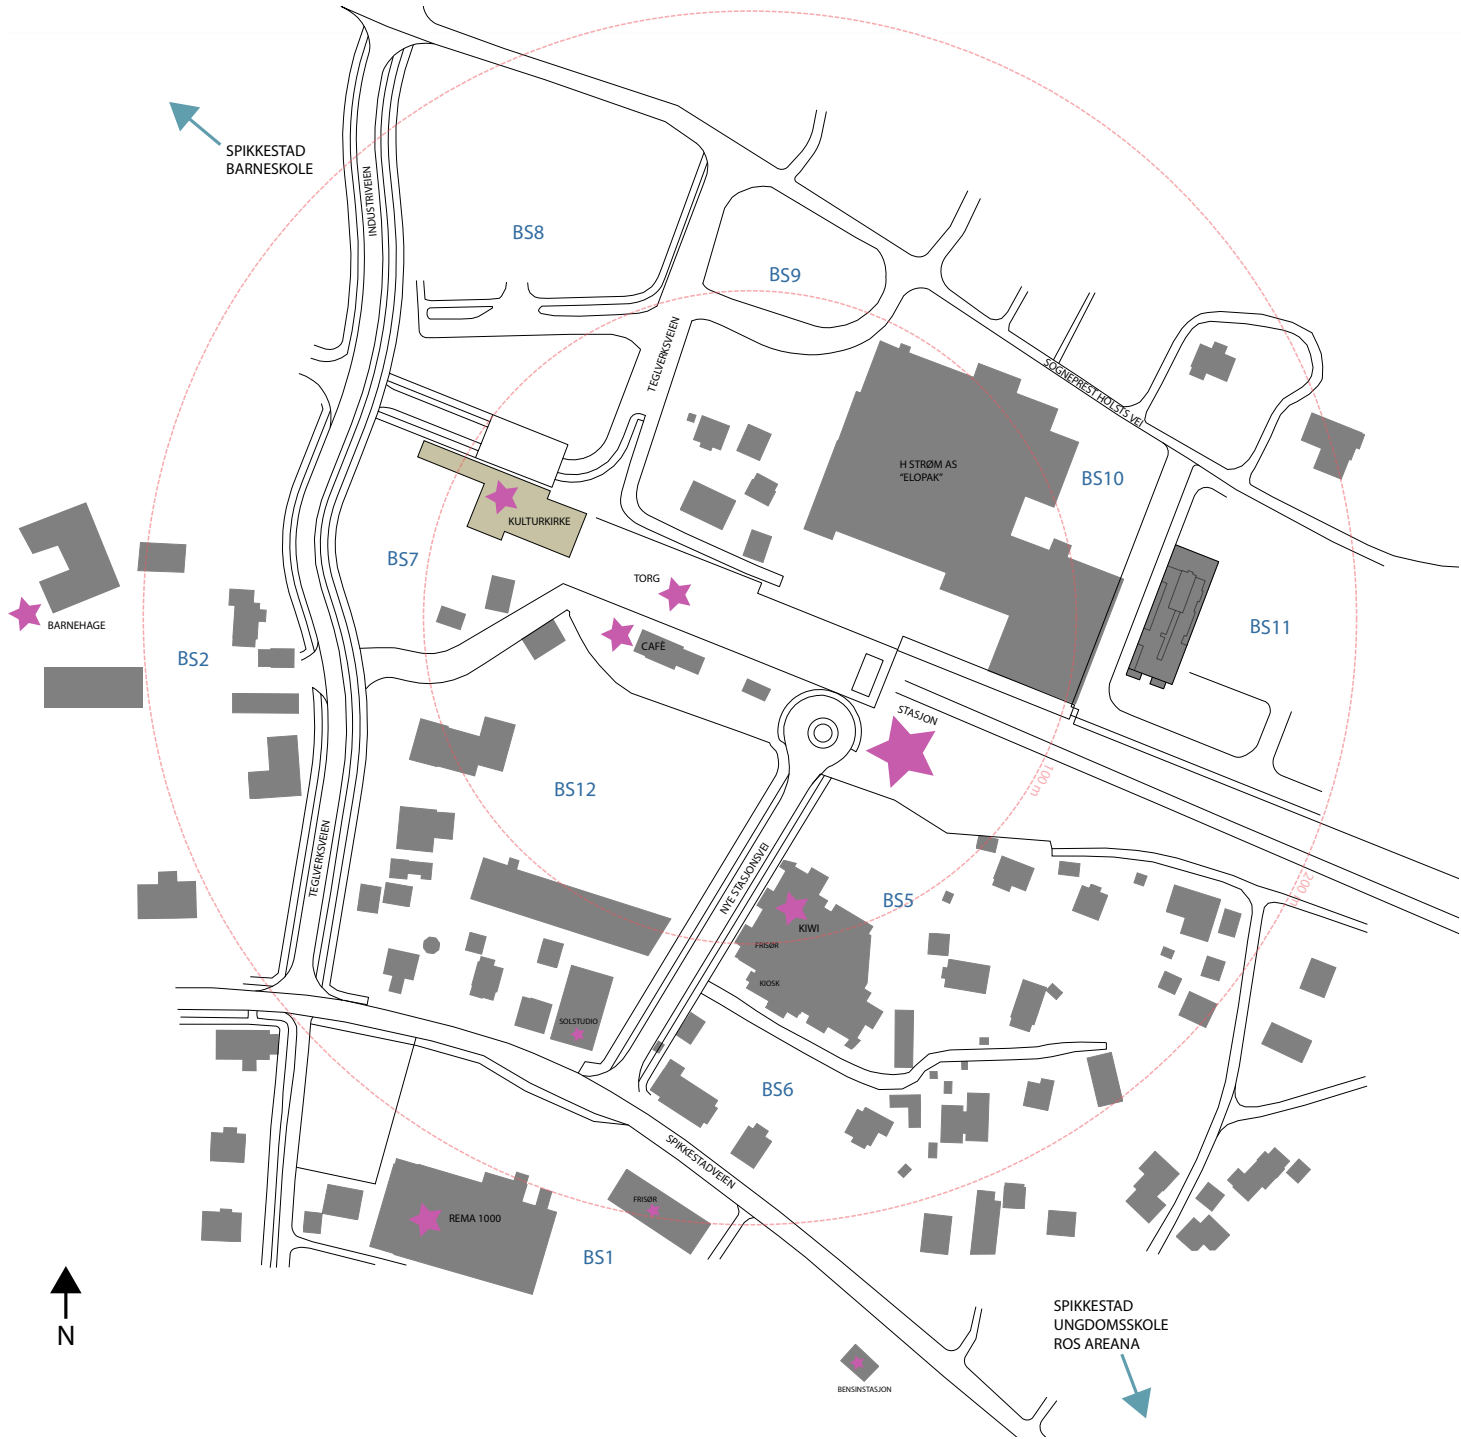 SPIKKESTAD
BARNESKOLE
INDUSTRIVEIEN
BS8
BS9
TEGLVERKSVEIEN
SOGNEPREST HOLSTS VEI
H STRØM AS
"ELOPAK"
BS10
KULTURKIRKE
BS7
TORG
BARNEHAGE
BS2
CAFÈ
BS11
STASJON
100 m
BS12
TEGLVERKSVEIEN
NYE STASJONSVEI
BS5
200 m
KIWI
FRISØR
KIOSK
SOLSTUDIO
BS6
SPIKKESTADVEIEN
FRISØR
REMA 1000
BS1
N
SPIKKESTAD
UNGDOMSSKOLE
ROS AREANA
BENSINSTASJON